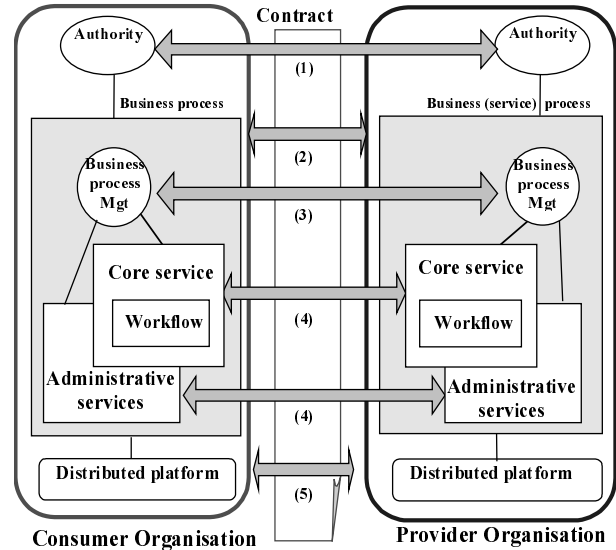 Contract
Authority
Authority
(1)
Business process
Business (service) process
(2)
Business
process
Mgt
Business
process
Mgt
(3)
Core service
Core service
Workflow
(4)
Workflow
Administrative
services
Administrative
services
(4)
Distributed platform
Distributed platform
(5)
Consumer Organisation
Provider Organisation